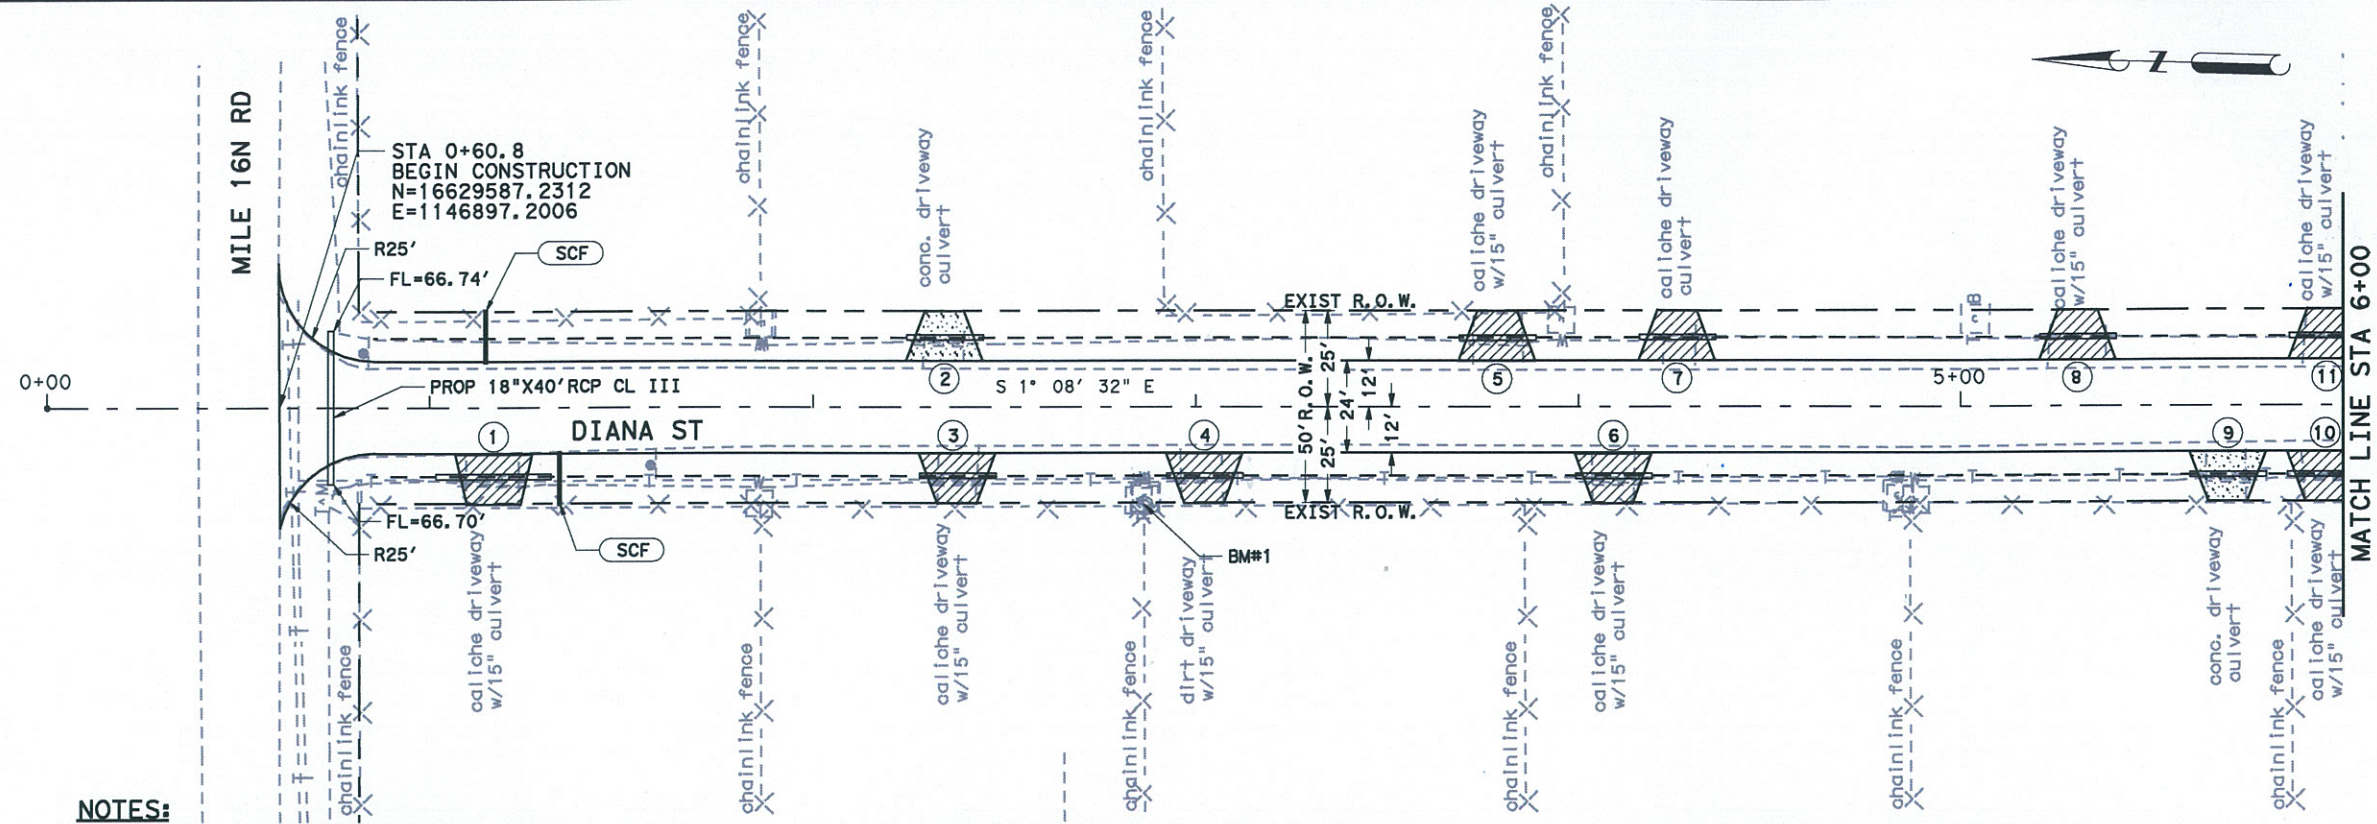 chainlink fence
chainlink fence
chainlink fence
chainlink fence
Z
MILE 16N RD
STA 0+60.8
BEGIN CONSTRUCTION
N=16629587.2312
E=1146897.2006
R25'
FL=66.74'
SCF
conc. driveway
culvert
caliche driveway
w/15" culvert
caliche driveway
culvert
caliche driveway
w/15" culvert
caliche driveway
w/15" culvert
EXIST R.O.W.
MATCH LINE STA 6+00
0+00
PROP 18"X40'RCP CL III
2
S 1° 08' 32" E
5
7
5+00
8
11
50'R.O.W.
25'
25'
24'
12'
12'
1
DIANA ST
3
4
6
9
10
FL=66.70'
R25'
SCF
EXIST R.O.W.
BM#1
caliche driveway
w/15" culvert
caliche driveway
w/15" culvert
dirt driveway
w/15" culvert
caliche driveway
w/15" culvert
conc. driveway
culvert
caliche driveway
w/15" culvert
chainlink fence
chainlink fence
chainlink fence
chainlink fence
chainlink fence
chainlink fence
NOTES: